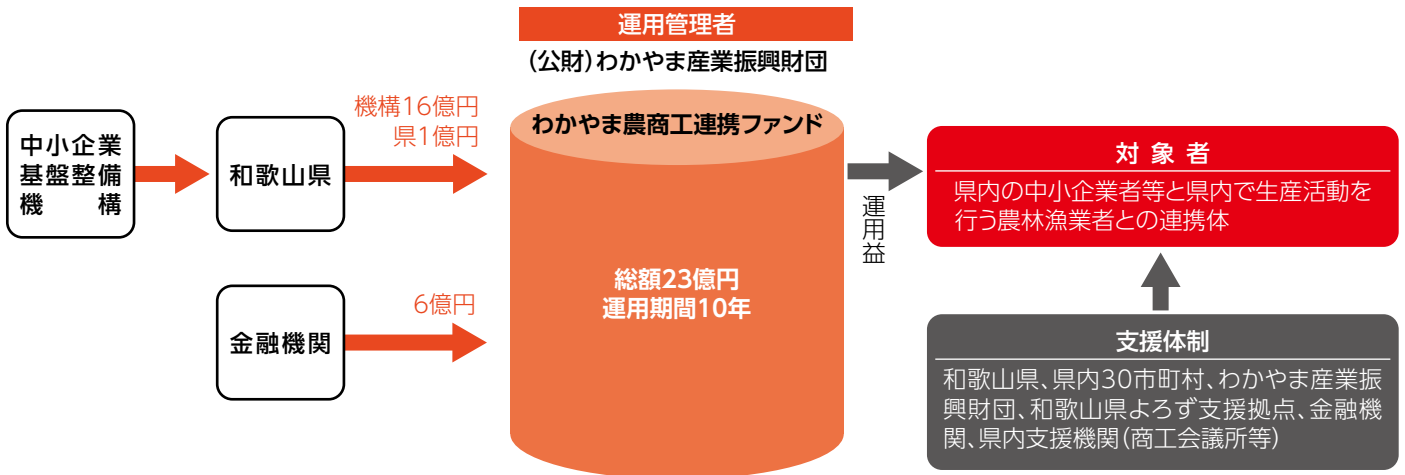 運用管理者
(公財)わかやま産業振興財団
わかやま農商工連携ファンド
総額23億円
運用期間10年
中小企業
基盤整備
機構
和歌山県
機構16億円
県1億円
金融機関
6億円
運用益
対象者
県内の中小企業者等と県内で生産活動を
行う農林漁業者との連携体
支援体制
和歌山県、県内30市町村、わかやま産業振
興財団、和歌山県よろず支援拠点、金融機
関、県内支援機関(商工会議所等)